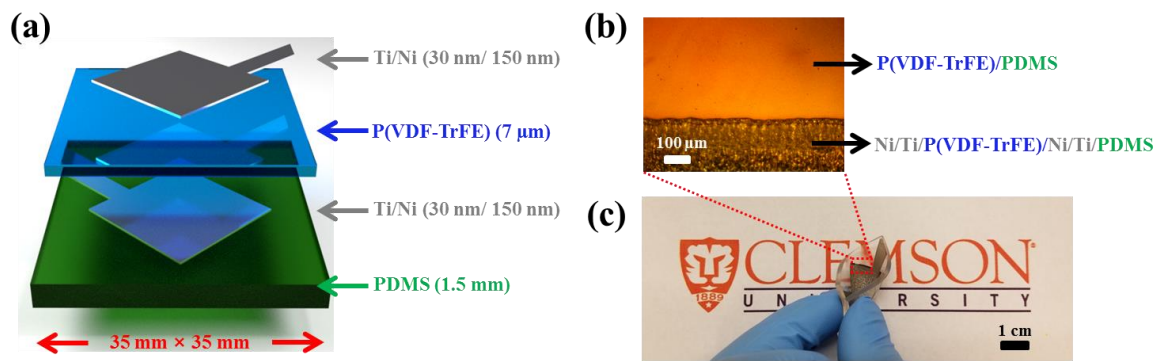 (a)
Ti/Ni (30 nm/ 150 nm)
P(VDF-TrFE) (7 μm)
Ti/Ni (30 nm/ 150 nm)
PDMS (1.5 mm)
35 mm × 35 mm
(b)
P(VDF-TrFE)/PDMS
100 μm
Ni/Ti/P(VDF-TrFE)/Ni/Ti/PDMS
(c)
CLEMSON®
UNIVERSITY
1889
1 cm